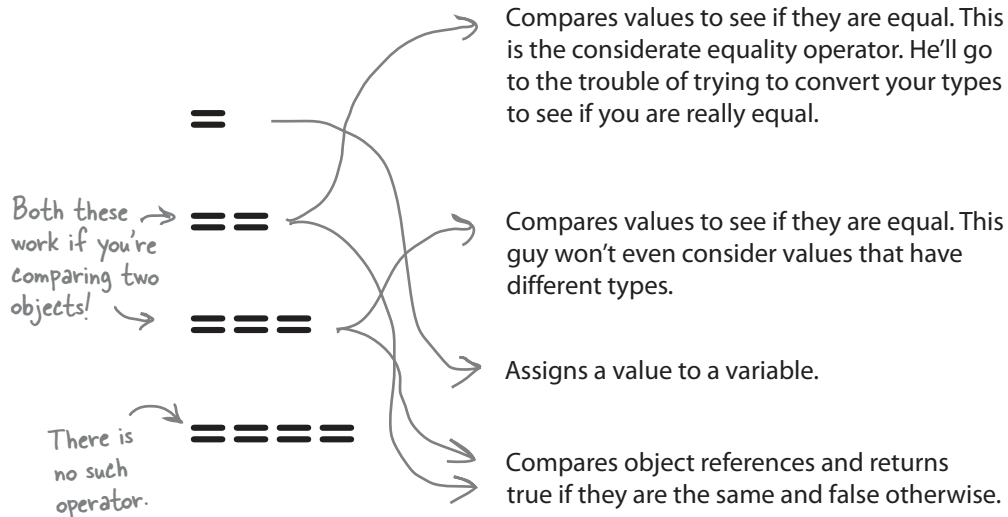 Compares values to see if they are equal. This
is the considerate equality operator. He’ll go
to the trouble of trying to convert your types
to see if you are really equal.
=
Both these
work if you're
comparing two
objects!
==
Compares values to see if they are equal. This
guy won’t even consider values that have
different types.
===
Assigns a value to a variable.
There is
no such
operator.
====
Compares object references and returns
true if they are the same and false otherwise.